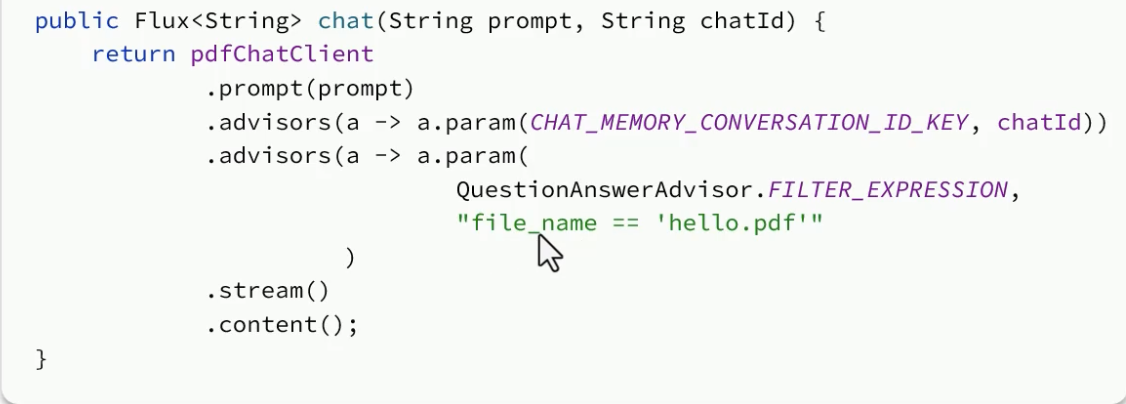 public Flux<String> chat(String prompt, String chatId) {
return pdfChatClient
.prompt(prompt)
.advisors(a -> a.param(CHAT_MEMORY_CONVERSATION_ID_KEY, chatId))
.advisors(a -> a.param(
QuestionAnswerAdvisor.FILTER_EXPRESSION,
"file_name == 'hello.pdf'"
)
.stream()
.content();
}